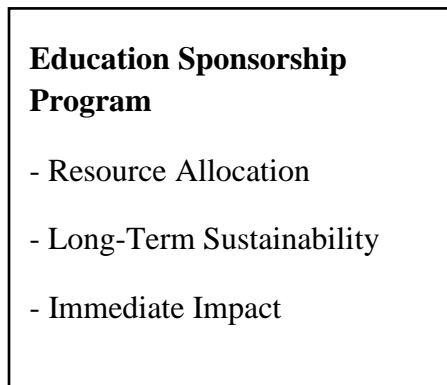 Education Sponsorship
Program
- Resource Allocation
- Long-Term Sustainability
- Immediate Impact